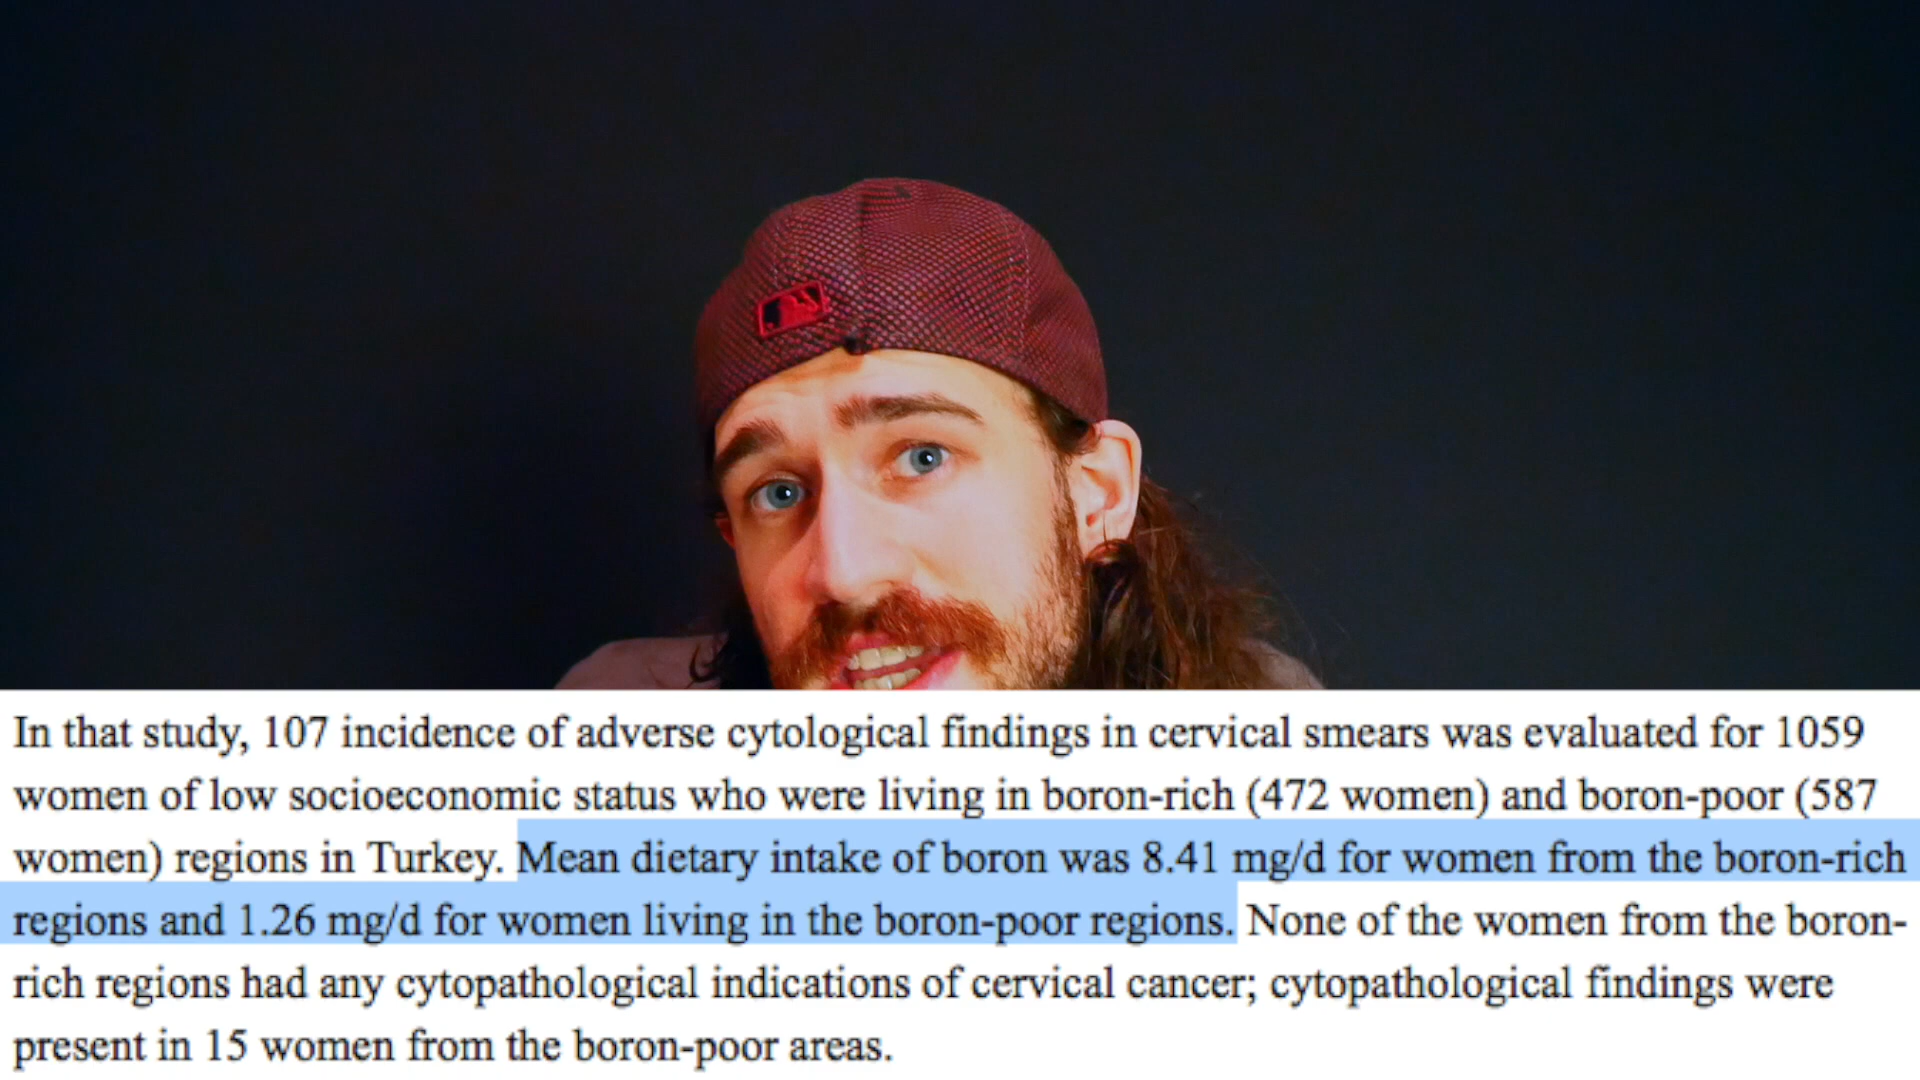 In that study, 107 incidence of adverse cytological findings in cervical smears was evaluated for 1059
women of low socioeconomic status who were living in boron-rich (472 women) and boron-poor (587
women) regions in Turkey. Mean dietary intake of boron was 8.41 mg/d for women from the boron-rich
regions and 1.26 mg/d for women living in the boron-poor regions. None of the women from the boron-
rich regions had any cytopathological indications of cervical cancer; cytopathological findings were
present in 15 women from the boron-poor areas.